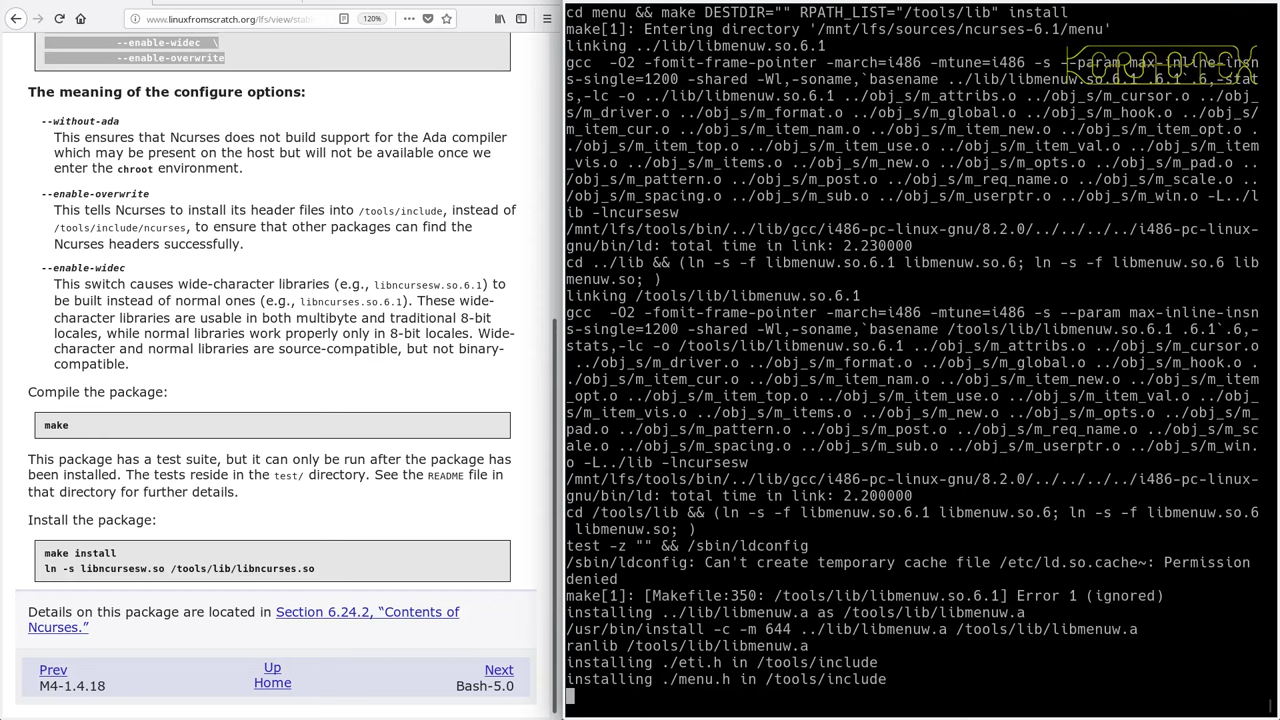 www.linuxfromscratch.org/lfs/view/stab
120%
--enable-widec  \
--enable-overwrite
The meaning of the configure options:
--without-ada
This ensures that Ncurses does not build support for the Ada compiler
which may be present on the host but will not be available once we
enter the chroot environment.
--enable-overwrite
This tells Ncurses to install its header files into /tools/include, instead of
/tools/include/ncurses, to ensure that other packages can find the
Ncurses headers successfully.
--enable-widec
This switch causes wide-character libraries (e.g., libncursesw.so.6.1) to
be built instead of normal ones (e.g., libncurses.so.6.1). These wide-
character libraries are usable in both multibyte and traditional 8-bit
locales, while normal libraries work properly only in 8-bit locales. Wide-
character and normal libraries are source-compatible, but not binary-
compatible.
Compile the package:
make
This package has a test suite, but it can only be run after the package has
been installed. The tests reside in the test/ directory. See the README file in
that directory for further details.
Install the package:
make install
ln -s libncursesw.so /tools/lib/libncurses.so
Details on this package are located in Section 6.24.2, “Contents of
Ncurses.”
Prev
M4-1.4.18
Up
Home
Next
Bash-5.0
cd menu && make DESTDIR="" RPATH_LIST="/tools/lib" install
make[1]: Entering directory '/mnt/lfs/sources/ncurses-6.1/menu'
linking ../lib/libmenuw.so.6.1
gcc  -O2 -fomit-frame-pointer -march=i486 -mtune=i486 -s --param max-inline-insn
s-single=1200 -shared -Wl,-soname,`basename ../lib/libmenuw.so.6.1 .6.1`.6,-stat
s,-lc -o ../lib/libmenuw.so.6.1 ../obj_s/m_attribs.o ../obj_s/m_cursor.o ../obj_
s/m_driver.o ../obj_s/m_format.o ../obj_s/m_global.o ../obj_s/m_hook.o ../obj_s/
m_item_cur.o ../obj_s/m_item_nam.o ../obj_s/m_item_new.o ../obj_s/m_item_opt.o .
./obj_s/m_item_top.o ../obj_s/m_item_use.o ../obj_s/m_item_val.o ../obj_s/m_item
_vis.o ../obj_s/m_items.o ../obj_s/m_new.o ../obj_s/m_opts.o ../obj_s/m_pad.o ..
/obj_s/m_pattern.o ../obj_s/m_post.o ../obj_s/m_req_name.o ../obj_s/m_scale.o ..
/obj_s/m_spacing.o ../obj_s/m_sub.o ../obj_s/m_userptr.o ../obj_s/m_win.o -L../l
ib -lncursesw
/mnt/lfs/tools/bin/../lib/gcc/i486-pc-linux-gnu/8.2.0/../../../../i486-pc-linux-
gnu/bin/ld: total time in link: 2.230000
cd ../lib && (ln -s -f libmenuw.so.6.1 libmenuw.so.6; ln -s -f libmenuw.so.6 lib
menuw.so; )
linking /tools/lib/libmenuw.so.6.1
gcc  -O2 -fomit-frame-pointer -march=i486 -mtune=i486 -s --param max-inline-insn
s-single=1200 -shared -Wl,-soname,`basename /tools/lib/libmenuw.so.6.1 .6.1`.6,-
stats,-lc -o /tools/lib/libmenuw.so.6.1 ../obj_s/m_attribs.o ../obj_s/m_cursor.o
../obj_s/m_driver.o ../obj_s/m_format.o ../obj_s/m_global.o ../obj_s/m_hook.o .
./obj_s/m_item_cur.o ../obj_s/m_item_nam.o ../obj_s/m_item_new.o ../obj_s/m_item
_opt.o ../obj_s/m_item_top.o ../obj_s/m_item_use.o ../obj_s/m_item_val.o ../obj_
s/m_item_vis.o ../obj_s/m_items.o ../obj_s/m_new.o ../obj_s/m_opts.o ../obj_s/m_
pad.o ../obj_s/m_pattern.o ../obj_s/m_post.o ../obj_s/m_req_name.o ../obj_s/m_sc
ale.o ../obj_s/m_spacing.o ../obj_s/m_sub.o ../obj_s/m_userptr.o ../obj_s/m_win.
o -L../lib -lncursesw
/mnt/lfs/tools/bin/../lib/gcc/i486-pc-linux-gnu/8.2.0/../../../../i486-pc-linux-
gnu/bin/ld: total time in link: 2.200000
cd /tools/lib && (ln -s -f libmenuw.so.6.1 libmenuw.so.6; ln -s -f libmenuw.so.6
libmenuw.so; )
test -z "" && /sbin/ldconfig
/sbin/ldconfig: Can't create temporary cache file /etc/ld.so.cache~: Permission
denied
make[1]: [Makefile:350: /tools/lib/libmenuw.so.6.1] Error 1 (ignored)
installing ../lib/libmenuw.a as /tools/lib/libmenuw.a
/usr/bin/install -c -m 644 ../lib/libmenuw.a /tools/lib/libmenuw.a
ranlib /tools/lib/libmenuw.a
installing ./eti.h in /tools/include
installing ./menu.h in /tools/include